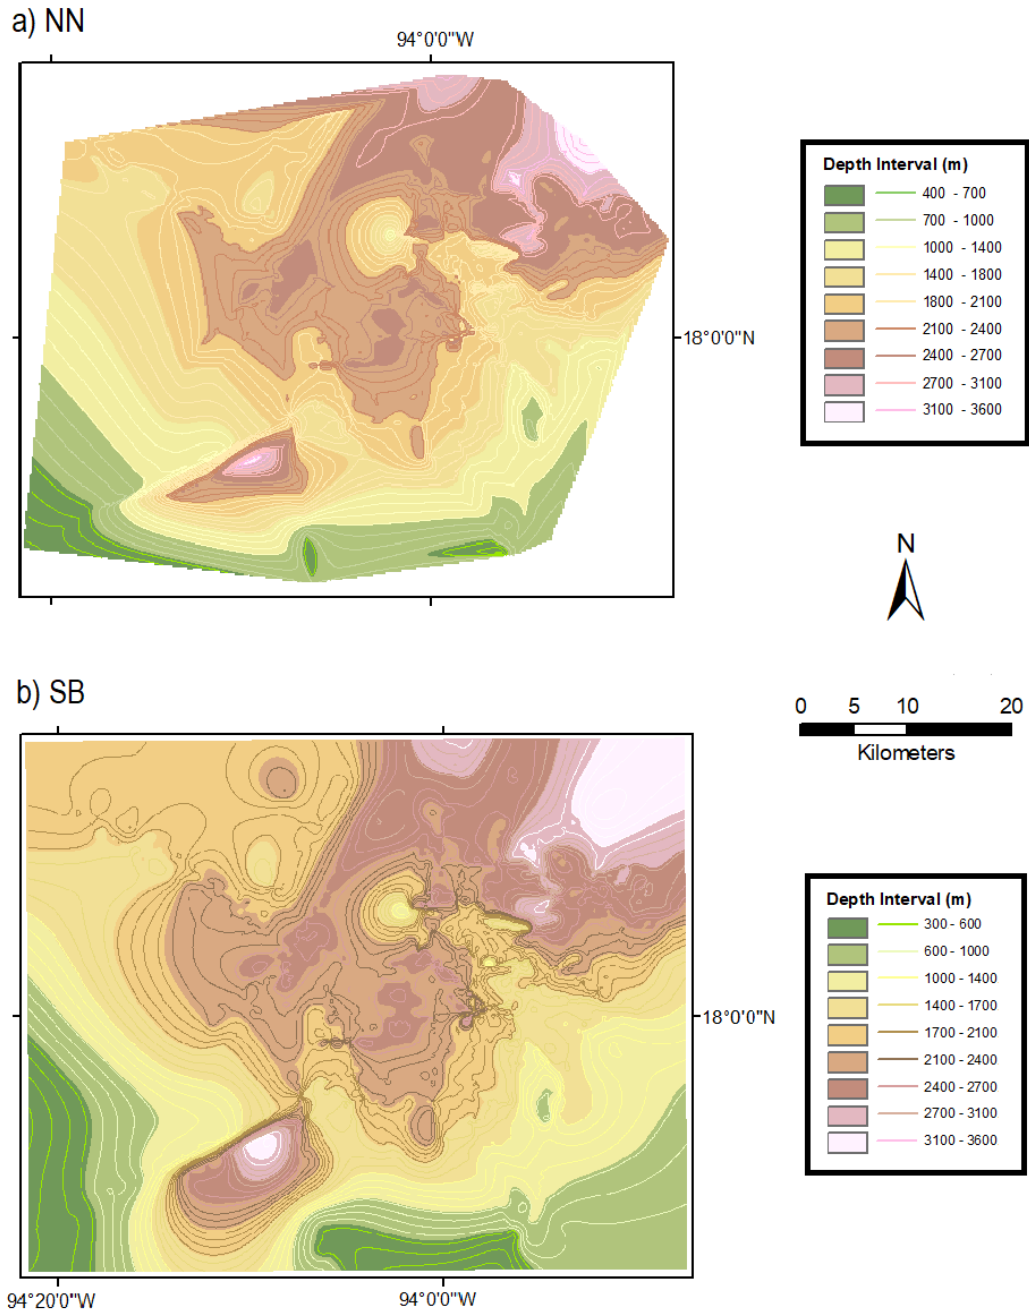 a) NN
94°0'0"W
18°0'0"N
Depth Interval (m)
400 - 700
700 - 1000
1000 - 1400
1400 - 1800
1800 - 2100
2100 - 2400
2400 - 2700
2700 - 3100
3100 - 3600
N
0 5 10 20
Kilometers
b) SB
18°0'0"N
Depth Interval (m)
300 - 600
600 - 1000
1000 - 1400
1400 - 1700
1700 - 2100
2100 - 2400
2400 - 2700
2700 - 3100
3100 - 3600
94°20'0"W
94°0'0"W